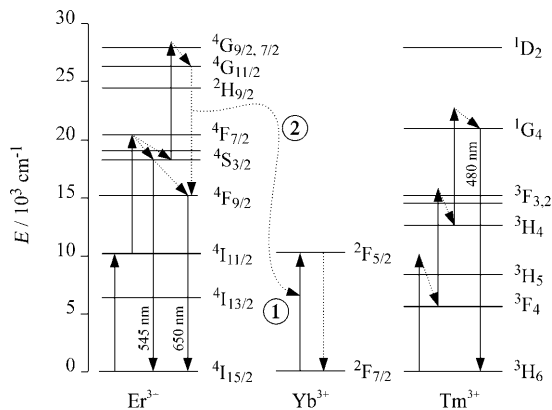 30
25
20
15
10
5
0
E / 10³ cm⁻¹
⁴G₉/₂, ₇/₂
⁴G₁₁/₂
²H₉/₂
⁴F₇/₂
⁴S₃/₂
⁴F₉/₂
⁴I₁₁/₂
⁴I₁₃/₂
⁴I₁₅/₂
545 nm
650 nm
Er³⁺
2
1
²F₅/₂
²F₇/₂
Yb³⁺
¹D₂
¹G₄
480 nm
³F₃,₂
³H₄
³H₅
³F₄
³H₆
Tm³⁺